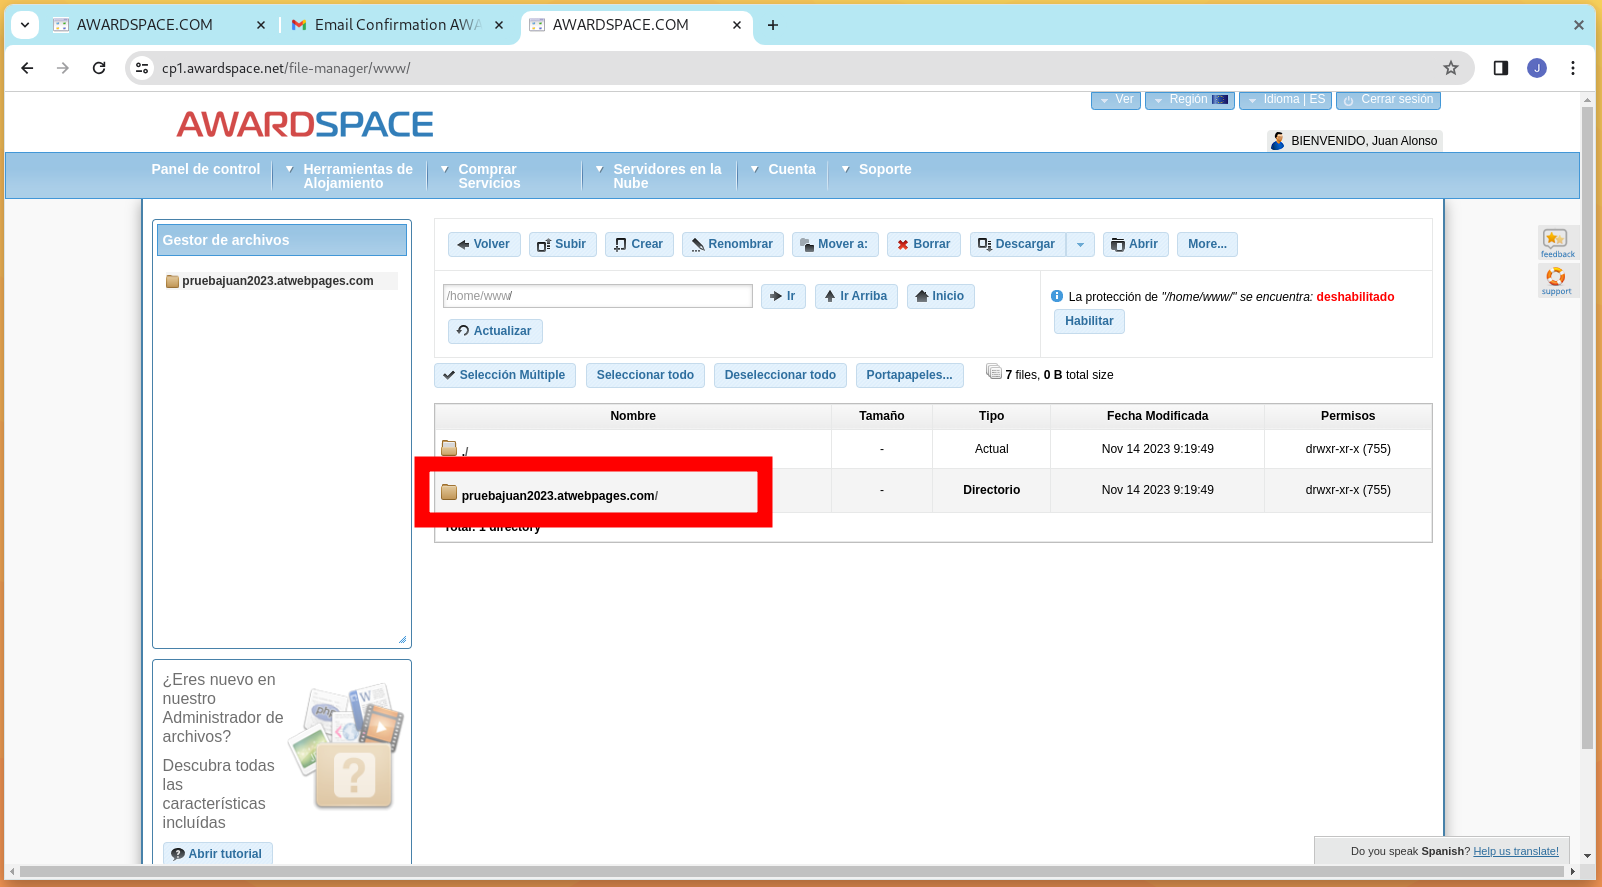 AWARDSPACE.COM
Email Confirmation AWA
AWARDSPACE.COM
cp1.awardspace.net/file-manager/www/
J
Ver
Región
Idioma | ES
Cerrar sesión
AWARDSPACE
BIENVENIDO, Juan Alonso
Panel de control
Herramientas de
Alojamiento
Comprar
Servicios
Servidores en la
Nube
Cuenta
Soporte
Gestor de archivos
pruebajuan2023.atwebpages.com
Volver
Subir
Crear
Renombrar
Mover a:
Borrar
Descargar
Abrir
More...
/home/www/
Ir
Ir Arriba
Inicio
Actualizar
La protección de "/home/www/" se encuentra: deshabilitado
Habilitar
feedback
support
Selección Múltiple
Seleccionar todo
Deseleccionar todo
Portapapeles...
7 files, 0 B total size
Nombre Tamaño Tipo Fecha Modificada Permisos
./ - Actual Nov 14 2023 9:19:49 drwxr-xr-x (755)
pruebajuan2023.atwebpages.com/ - Directorio Nov 14 2023 9:19:49 drwxr-xr-x (755)
Total: 1 directory
¿Eres nuevo en
nuestro
Administrador de
archivos?
Descubra todas
las
características
incluídas
php
W
?
Abrir tutorial
Do you speak Spanish? Help us translate!